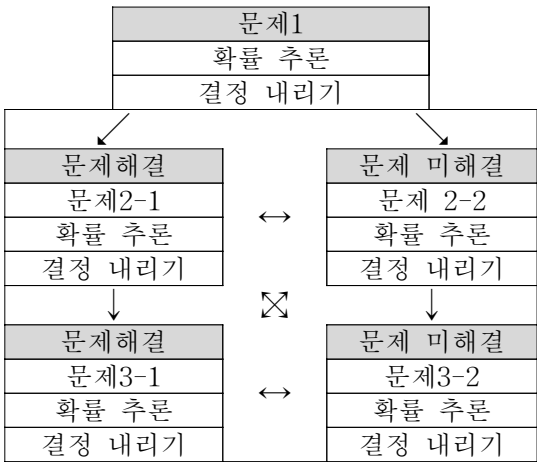 문제1
확률 추론
결정 내리기
문제해결
문제2-1
확률 추론
결정 내리기
문제 미해결
문제 2-2
확률 추론
결정 내리기
문제해결
문제3-1
확률 추론
결정 내리기
문제 미해결
문제3-2
확률 추론
결정 내리기